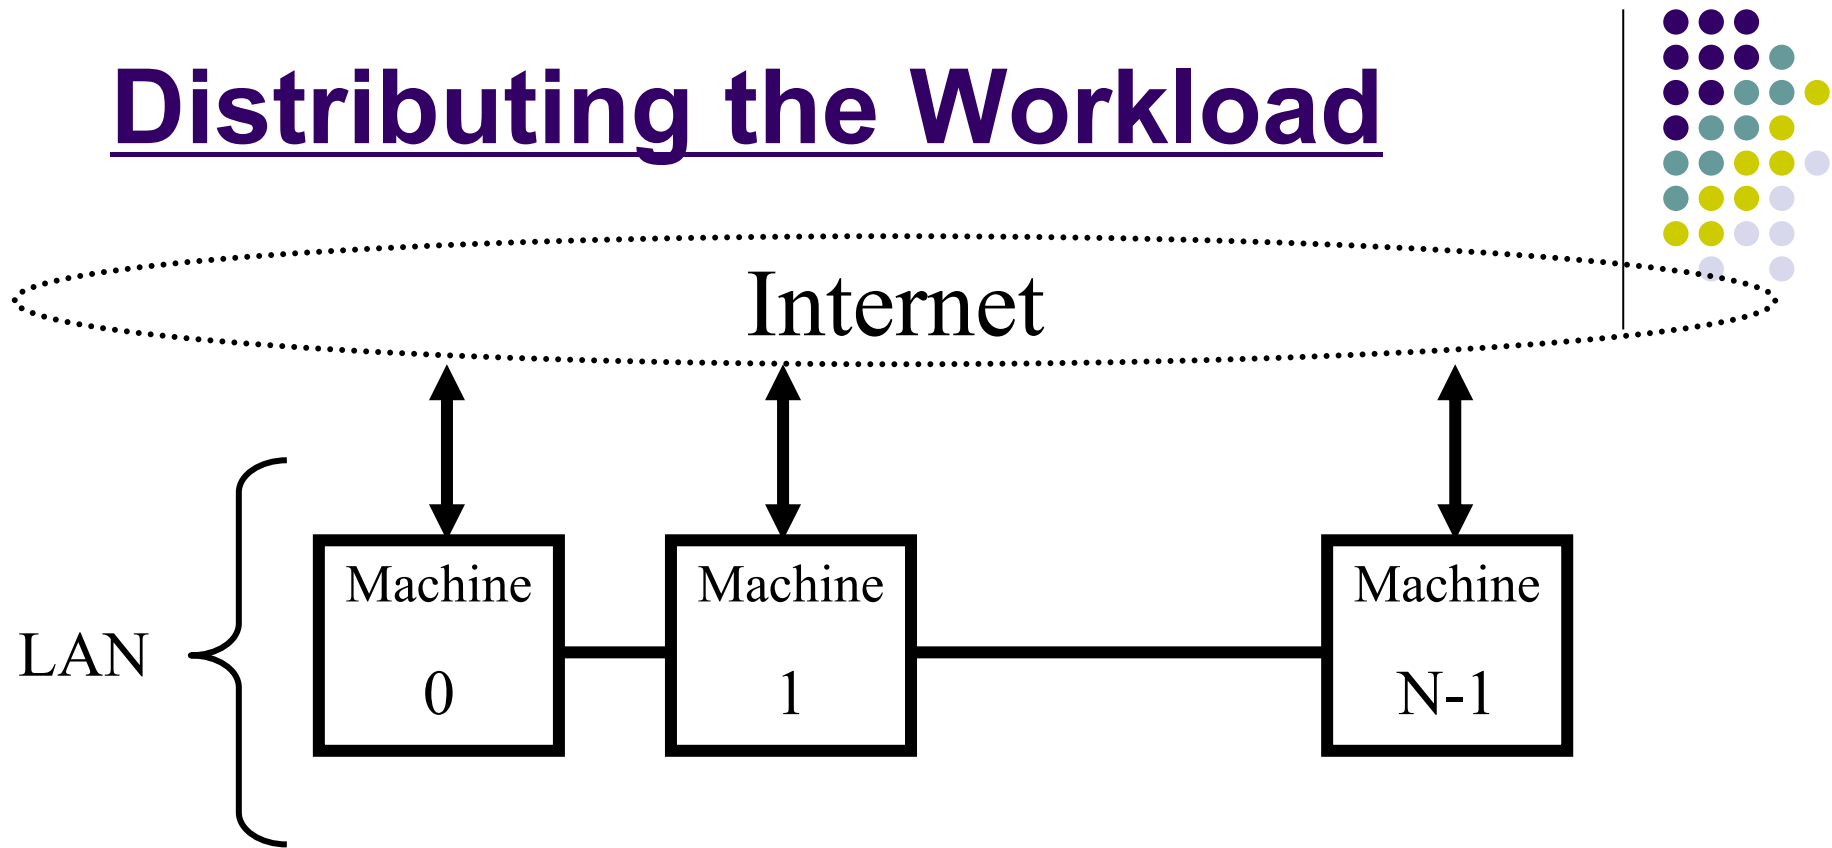 Distributing the Workload
Internet
Machine
0
Machine
1
Machine
N-1
LAN